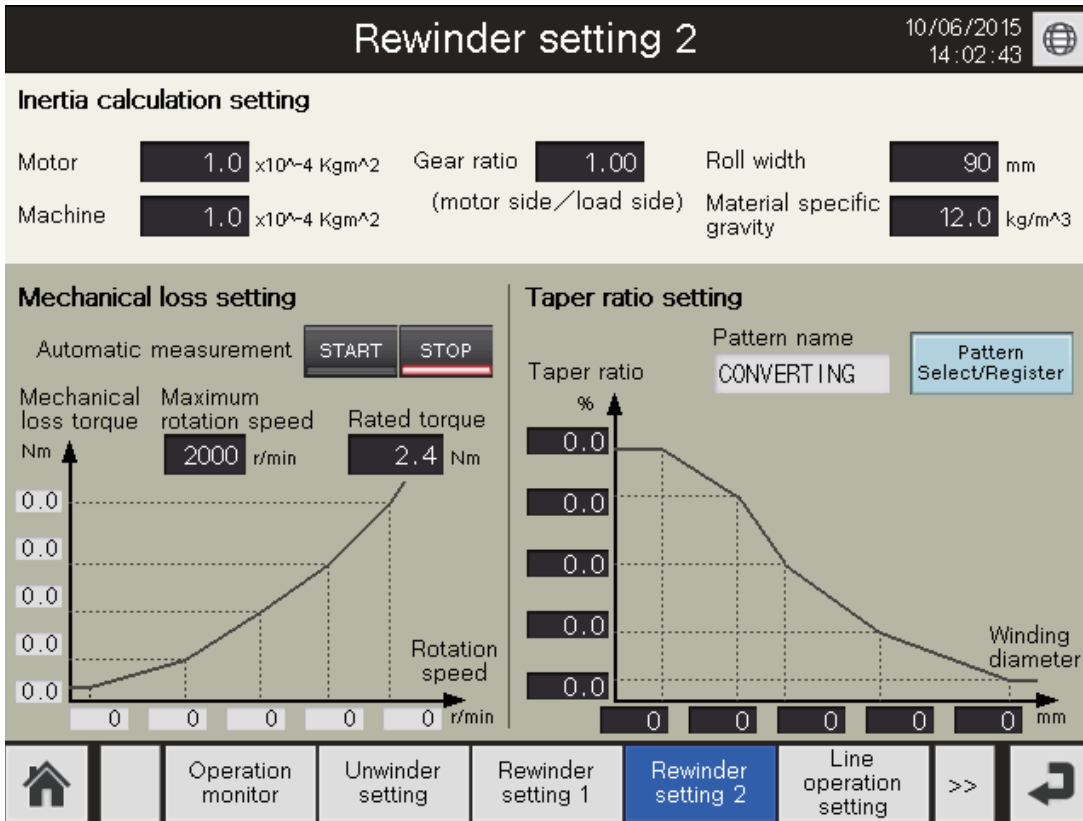 Rewinder setting 2
10/06/2015
14:02:43
Inertia calculation setting
Motor 1.0 x10^-4 Kgm^2 Gear ratio 1.00 Roll width 90 mm
(motor side／load side)
Machine 1.0 x10^-4 Kgm^2 Material specific gravity 12.0 kg/m^3
Mechanical loss setting
Automatic measurement START STOP
Mechanical
loss torque
Maximum
rotation speed
Rated torque
Nm 2000 r/min 2.4 Nm
0.0
0.0
0.0
0.0
0.0
Rotation
speed
0 0 0 0 0 r/min
Taper ratio setting
Pattern name
CONVERTING
Pattern
Select/Register
Taper ratio
%
0.0
0.0
0.0
0.0
0.0
Winding
diameter
0 0 0 0 0 mm
Operation
monitor
Unwinder
setting
Rewinder
setting 1
Rewinder
setting 2
Line
operation
setting
>>